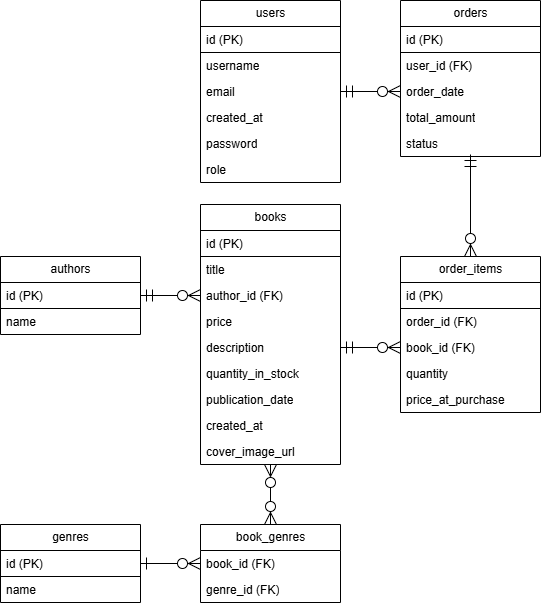 users
id (PK)
username
email
created_at
password
role
orders
id (PK)
user_id (FK)
order_date
total_amount
status
books
id (PK)
title
author_id (FK)
price
description
quantity_in_stock
publication_date
created_at
cover_image_url
authors
id (PK)
name
order_items
id (PK)
order_id (FK)
book_id (FK)
quantity
price_at_purchase
genres
id (PK)
name
book_genres
book_id (FK)
genre_id (FK)